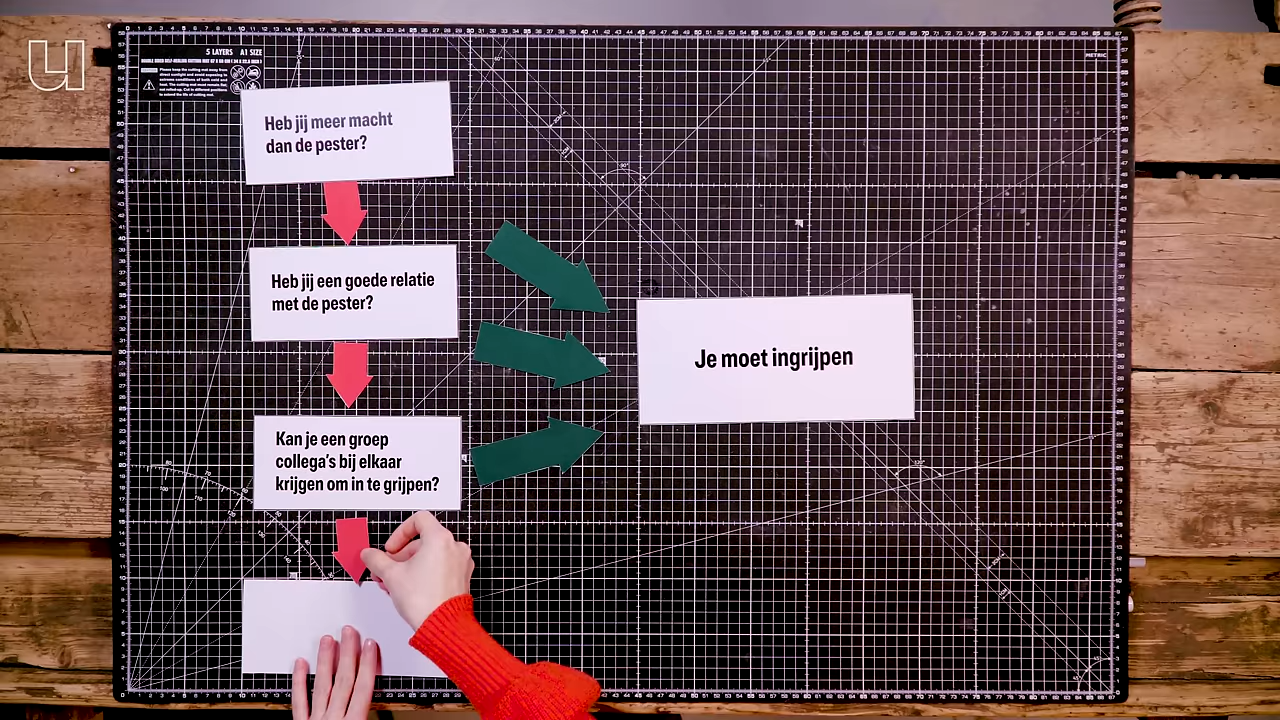 u
5 LAYERS A1 SIZE
Heb jij meer macht
dan de pester?
Heb jij een goede relatie
met de pester?
Kan je een groep
collega's bij elkaar
krijgen om in te grijpen?
Je moet ingrijpen
METRIC